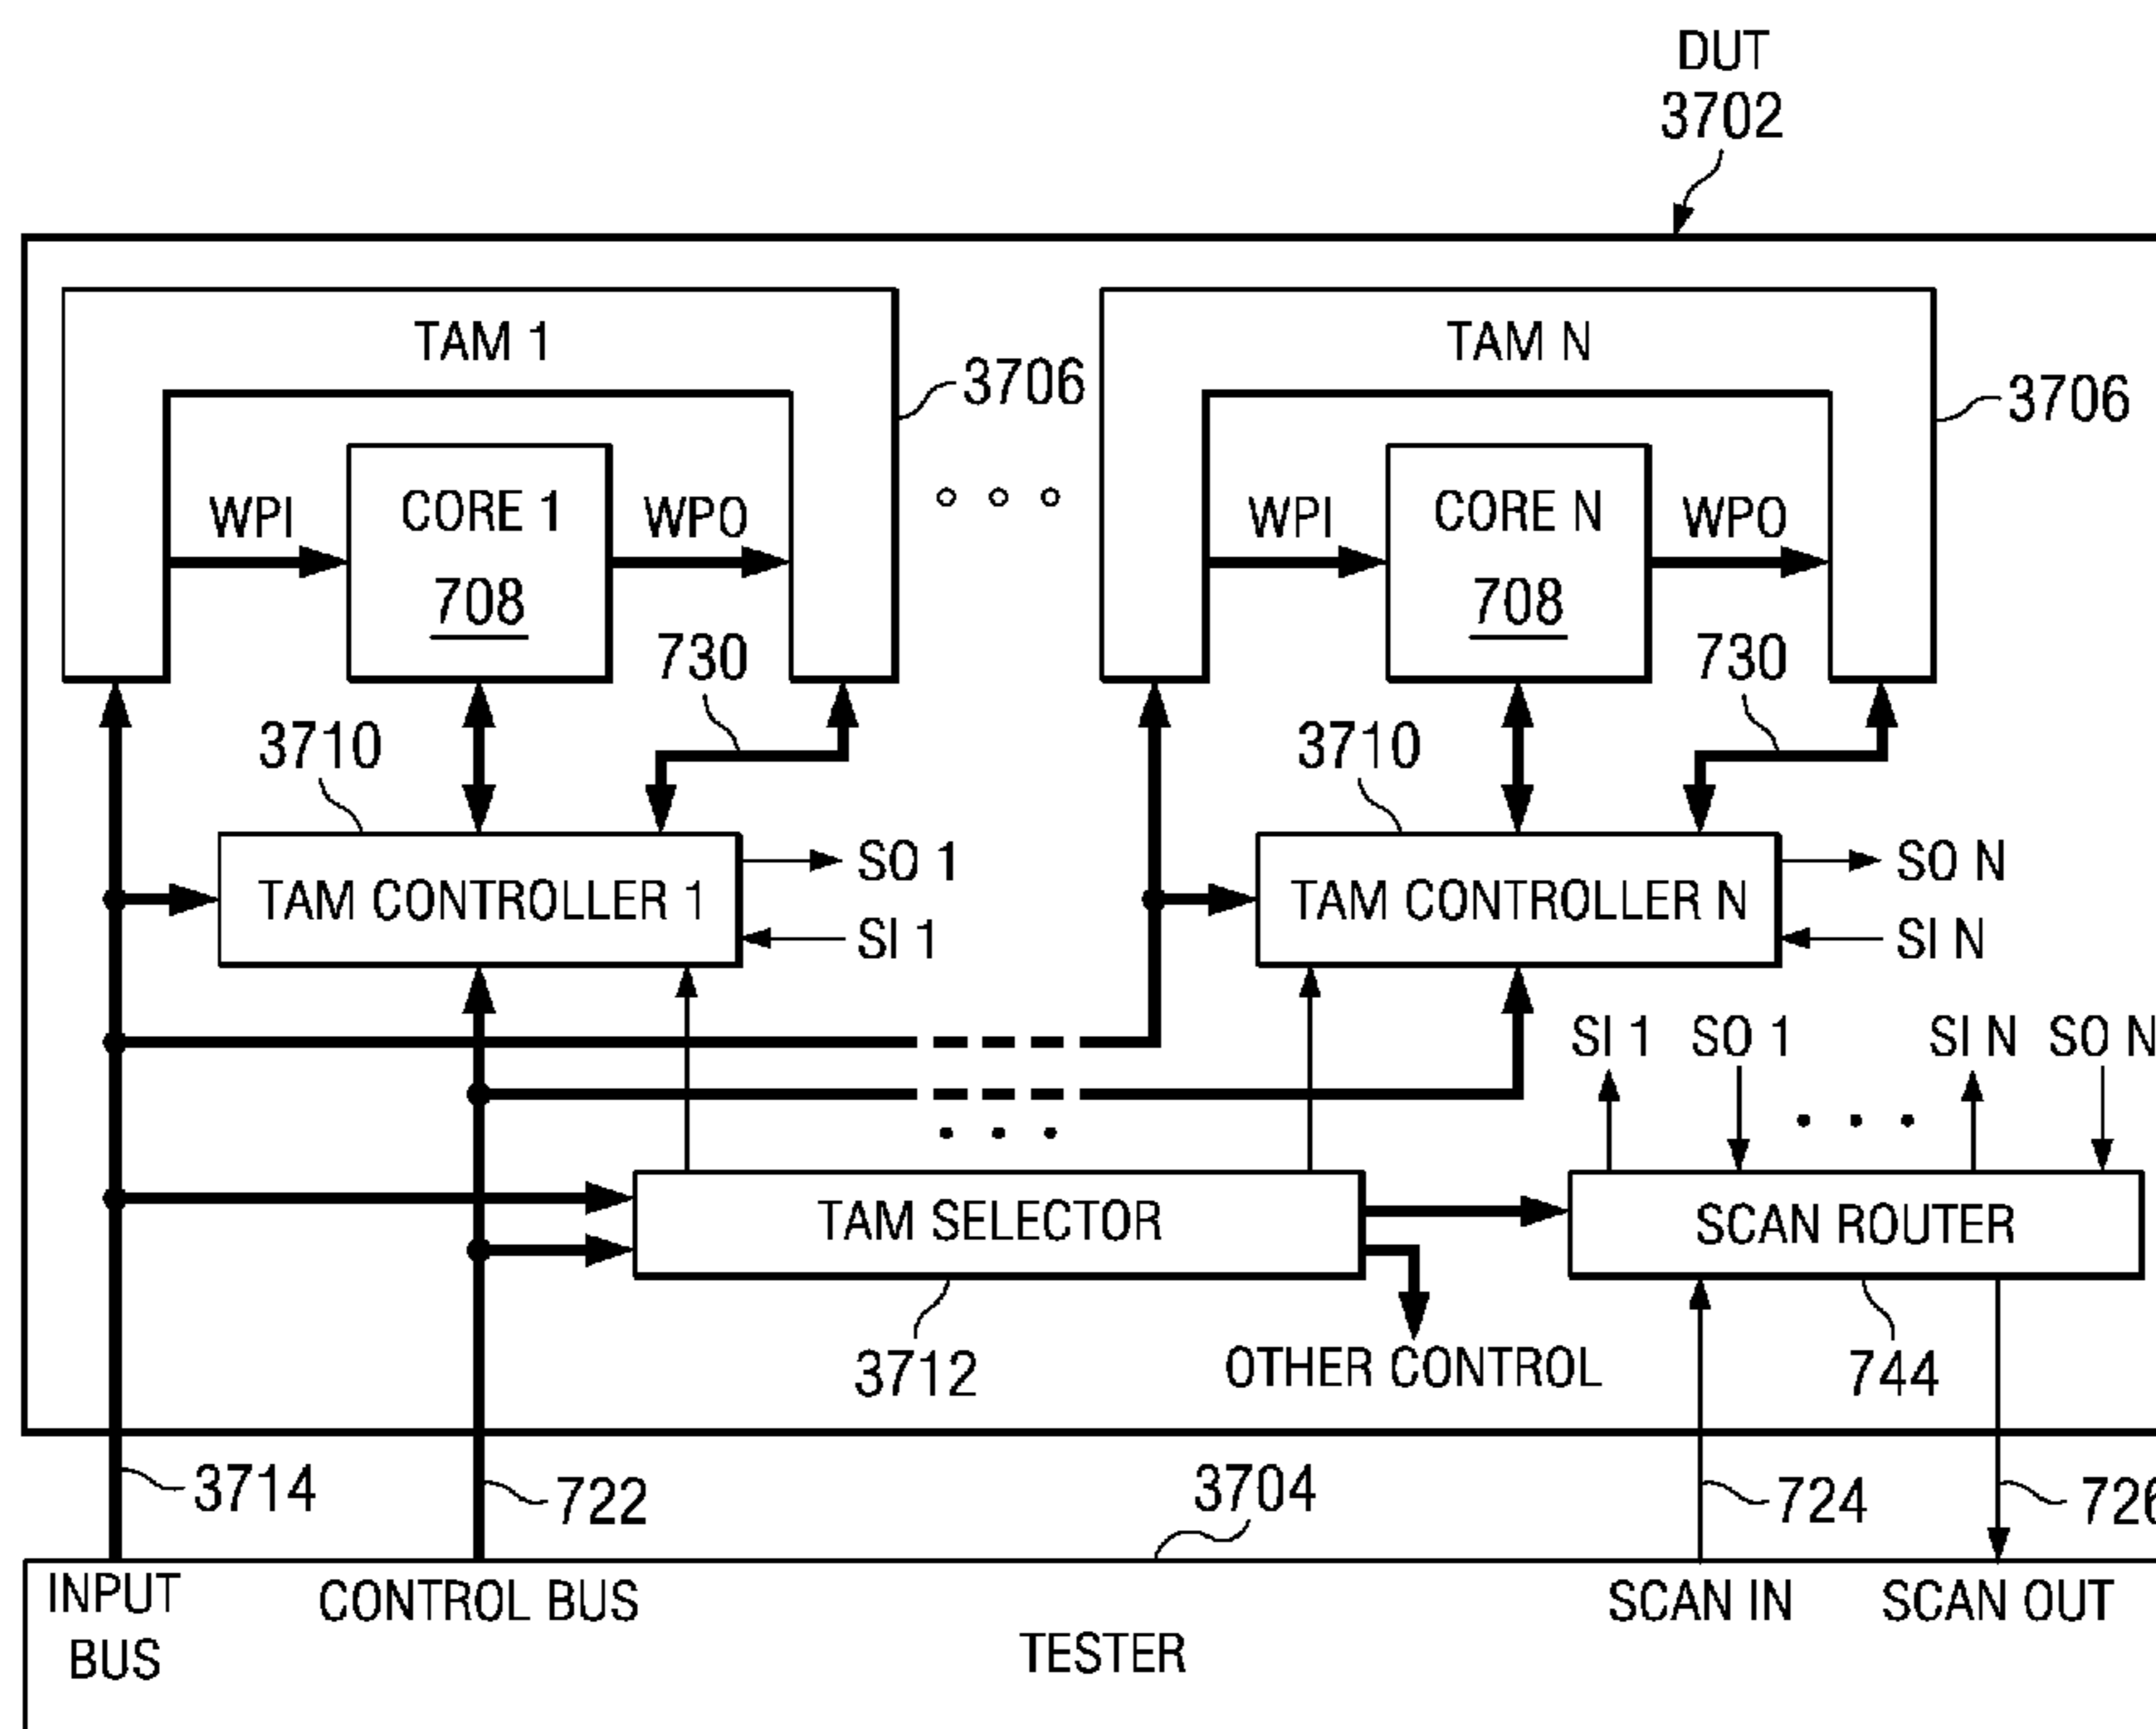 DUT
3702
TAM 1
TAM N
3706
3706
WPI
CORE 1
WPO
WPI
CORE N
WPO
708
708
730
730
3710
3710
TAM CONTROLLER 1
SO 1
SI 1
TAM CONTROLLER N
SO N
SI N
SI 1
SO 1
SI N
SO N
TAM SELECTOR
SCAN ROUTER
3712
OTHER CONTROL
744
3714
722
3704
724
INPUT
BUS
CONTROL BUS
SCAN IN
SCAN OUT
TESTER